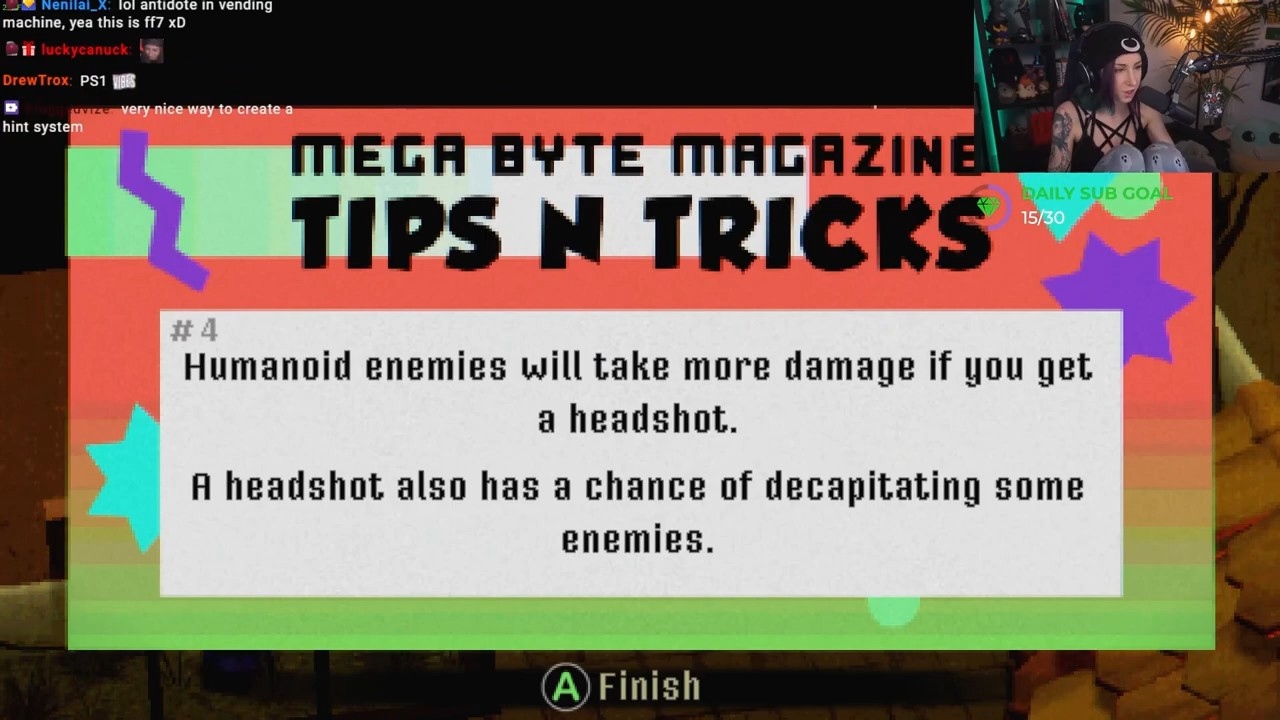 Nenilai_X: lol antidote in vending
machine, yea this is ff7 xD
luckycanuck:
DrewTrox: PS1 VIBES
very nice way to create a
hint system
MEGA BYTE MAGAZINE
TIPS N TRICKS
DAILY SUB GOAL
15/30
# 4
Humanoid enemies will take more damage if you get
a headshot.
A headshot also has a chance of decapitating some
enemies.
A Finish